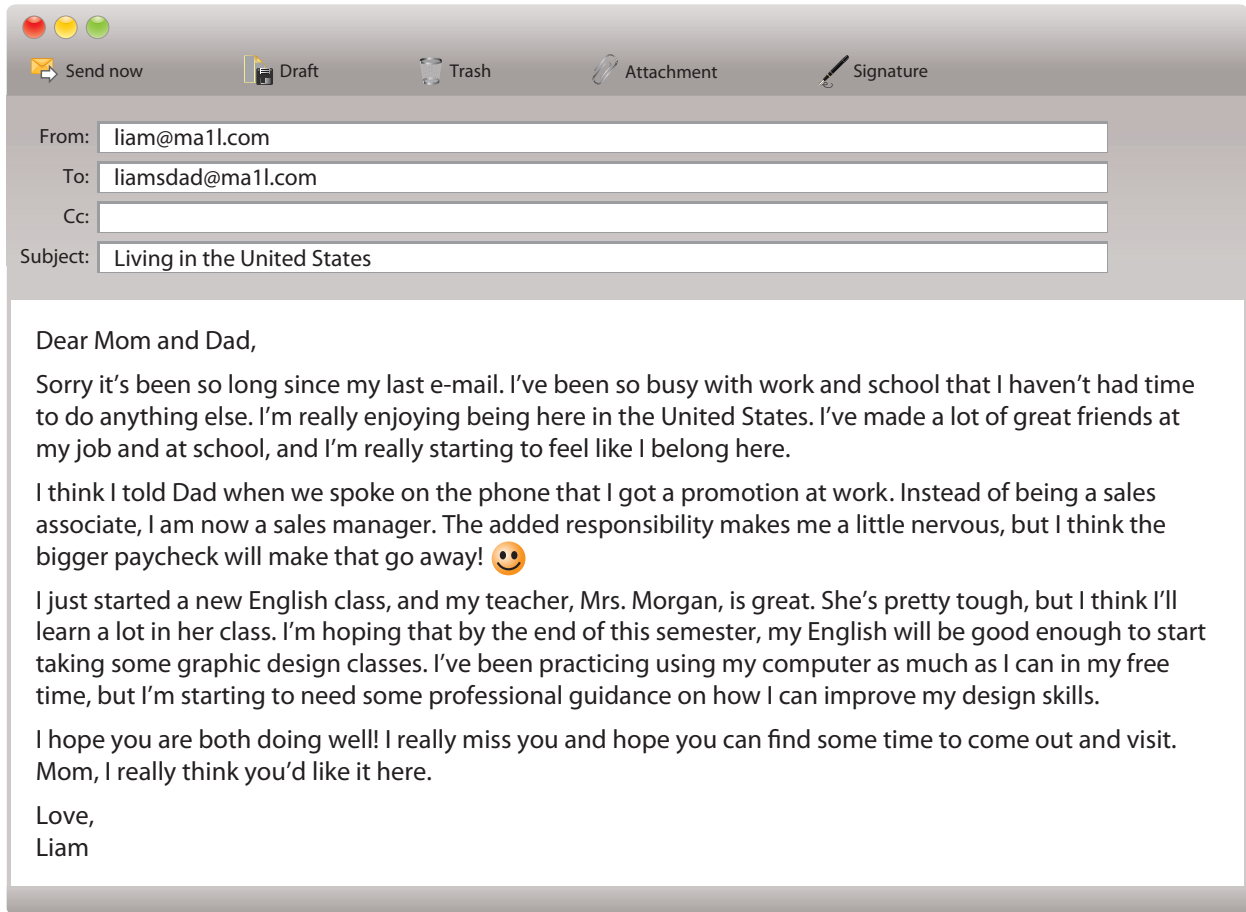 Send now Draft Trash Attachment Signature
From: liam@ma1l.com
To: liamsdad@ma1l.com
Cc:
Subject: Living in the United States
Dear Mom and Dad,
Sorry it’s been so long since my last e-mail. I’ve been so busy with work and school that I haven’t had time
to do anything else. I’m really enjoying being here in the United States. I’ve made a lot of great friends at
my job and at school, and I’m really starting to feel like I belong here.
I think I told Dad when we spoke on the phone that I got a promotion at work. Instead of being a sales
associate, I am now a sales manager. The added responsibility makes me a little nervous, but I think the
bigger paycheck will make that go away!
I just started a new English class, and my teacher, Mrs. Morgan, is great. She’s pretty tough, but I think I’ll
learn a lot in her class. I’m hoping that by the end of this semester, my English will be good enough to start
taking some graphic design classes. I’ve been practicing using my computer as much as I can in my free
time, but I’m starting to need some professional guidance on how I can improve my design skills.
I hope you are both doing well! I really miss you and hope you can find some time to come out and visit.
Mom, I really think you’d like it here.
Love,
Liam